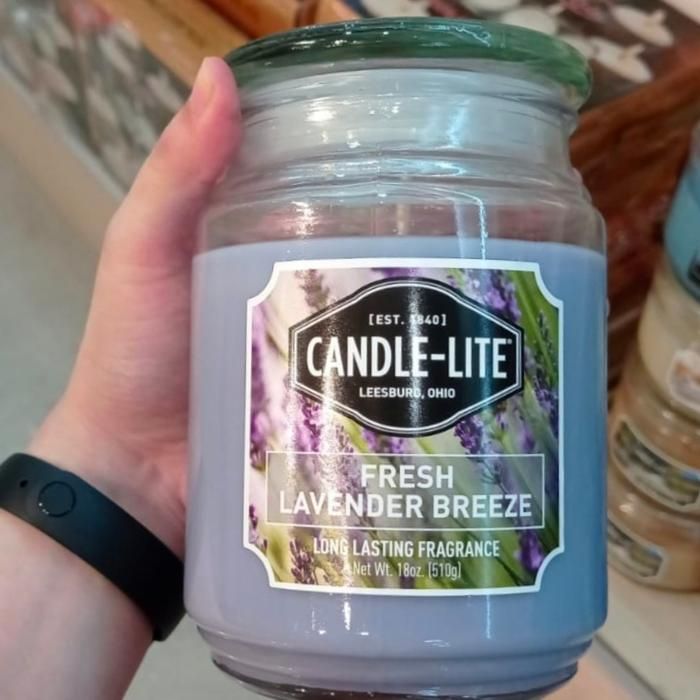 [EST. 1840]
CANDLE-LITE®
LEESBURG, OHIO
FRESH
LAVENDER BREEZE
LONG LASTING FRAGRANCE
Net Wt. 18oz. (510g)